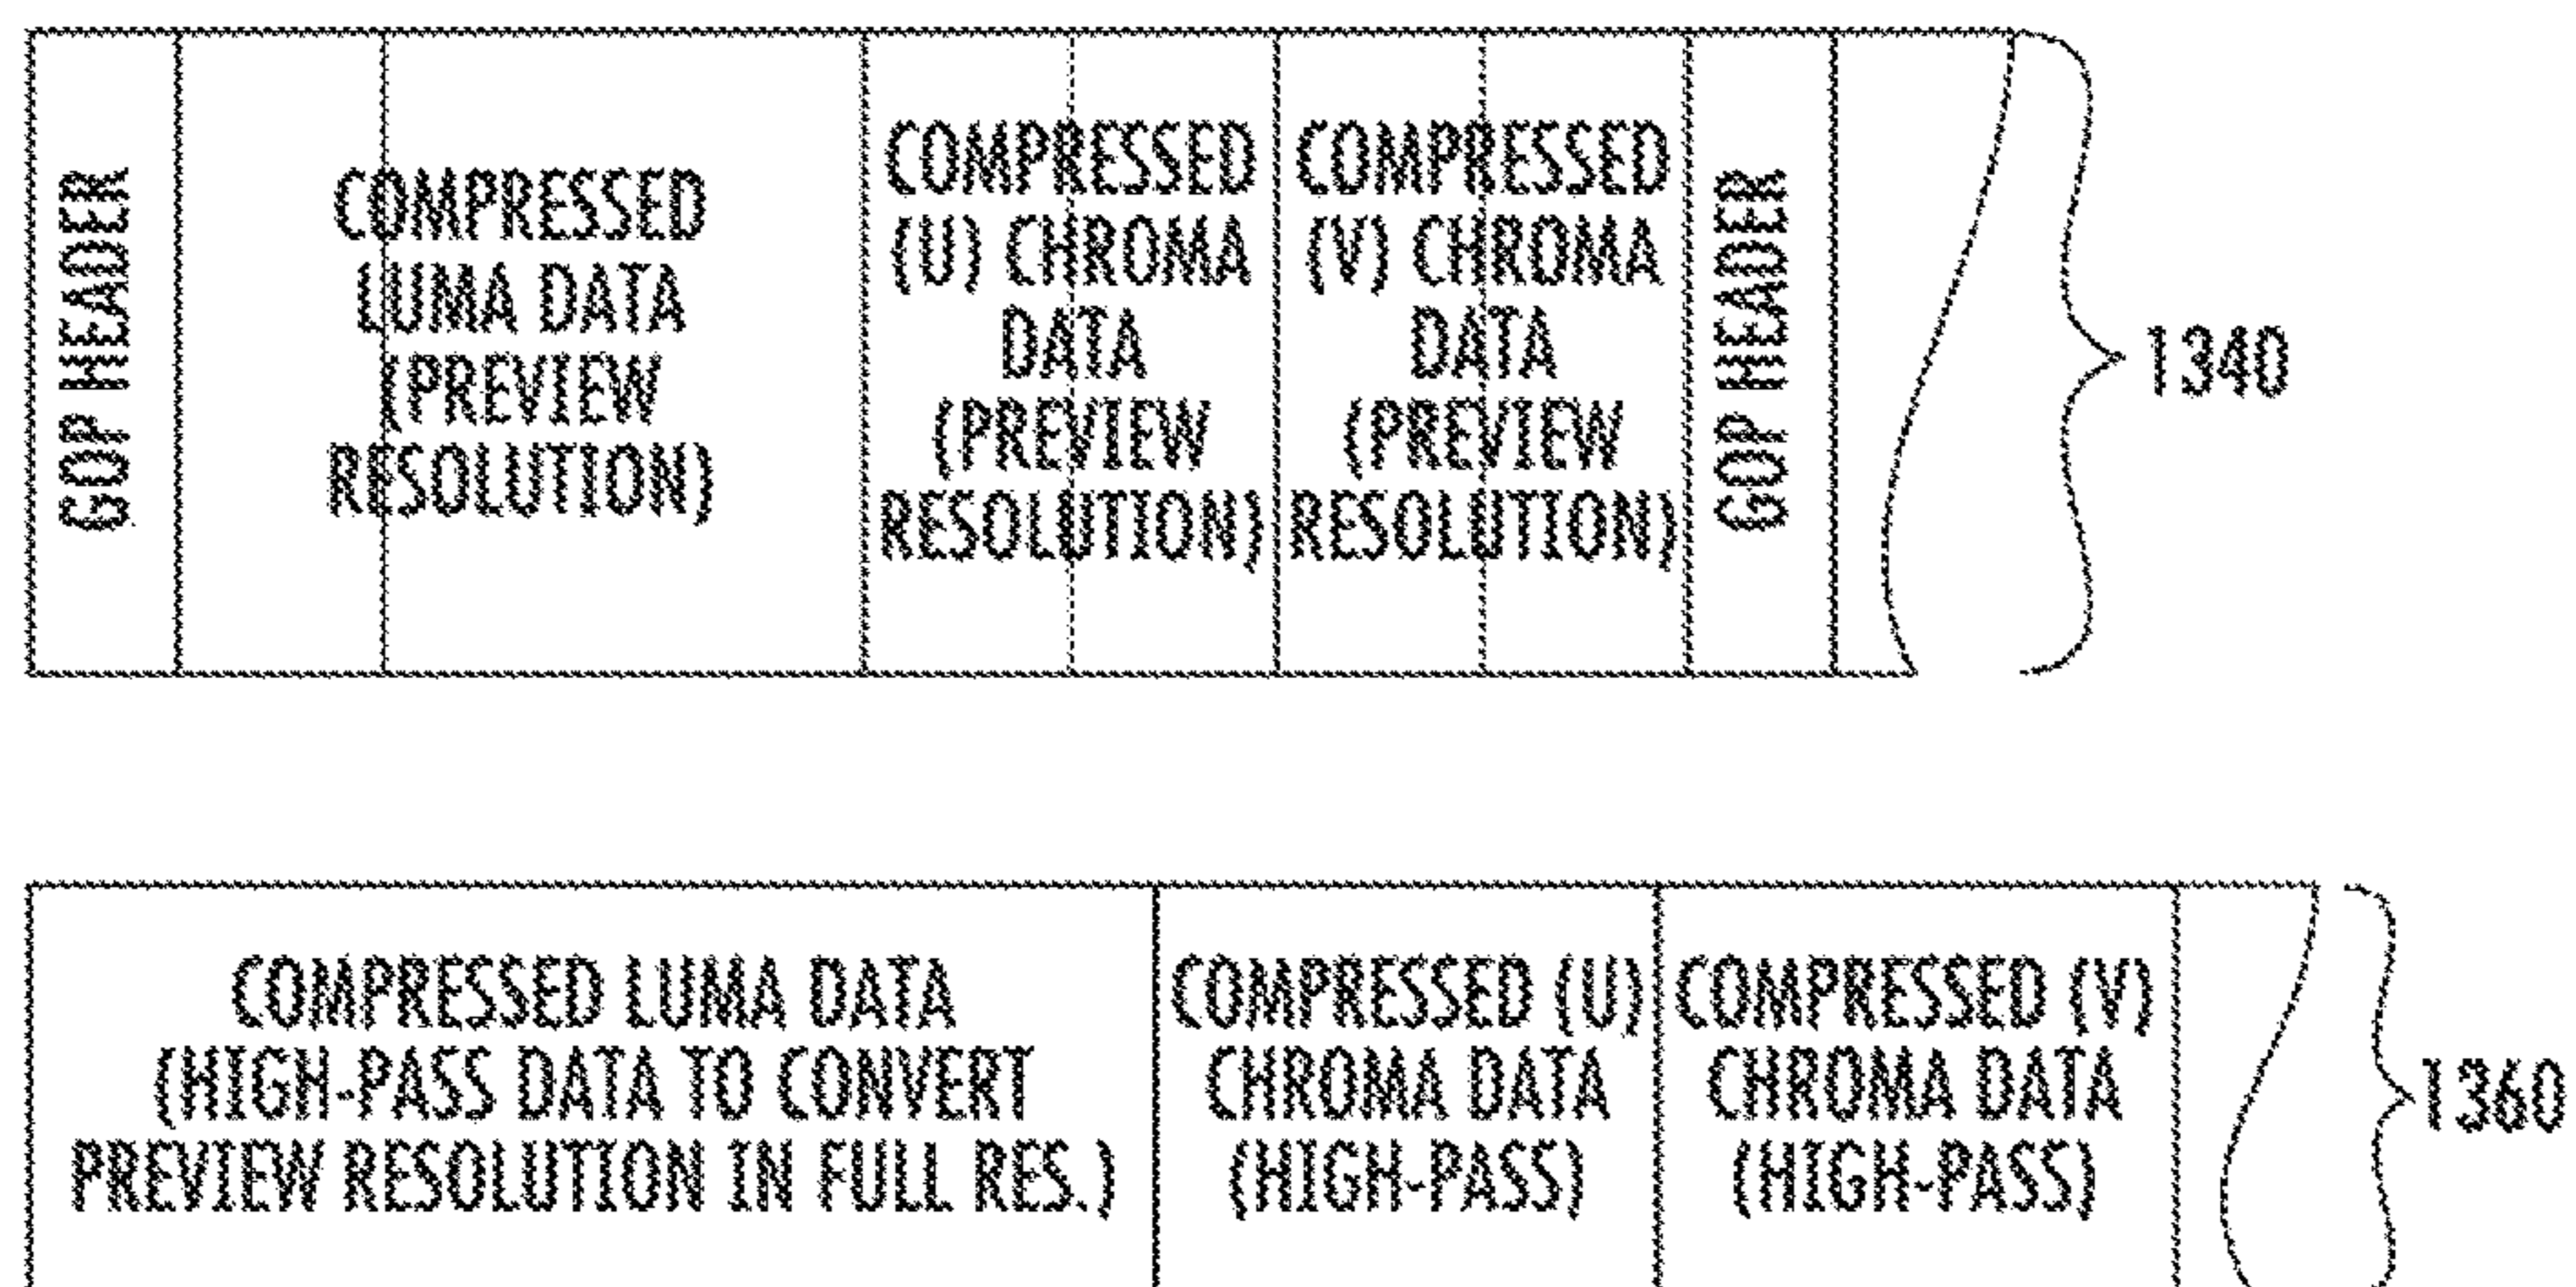 GOP HEADER
COMPRESSED
LUMA DATA
(PREVIEW
RESOLUTION)
COMPRESSED
(U) CHROMA
DATA
(PREVIEW
RESOLUTION)
COMPRESSED
(V) CHROMA
DATA
(PREVIEW
RESOLUTION)
GOP HEADER
1340
COMPRESSED LUMA DATA
(HIGH-PASS DATA TO CONVERT
PREVIEW RESOLUTION IN FULL RES.)
COMPRESSED (U)
CHROMA DATA
(HIGH-PASS)
COMPRESSED (V)
CHROMA DATA
(HIGH-PASS)
1360